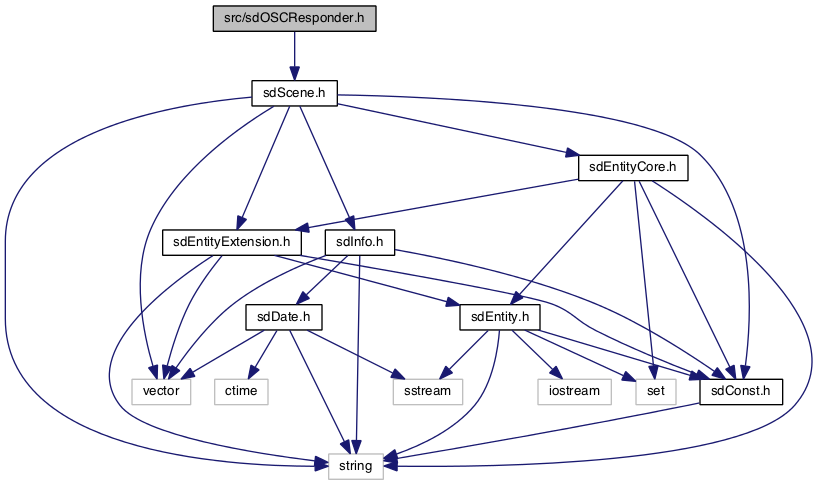 src/sdOSCResponder.h
sdScene.h
sdEntityCore.h
sdEntityExtension.h
sdInfo.h
sdDate.h
sdEntity.h
vector
ctime
sstream
iostream
set
sdConst.h
string